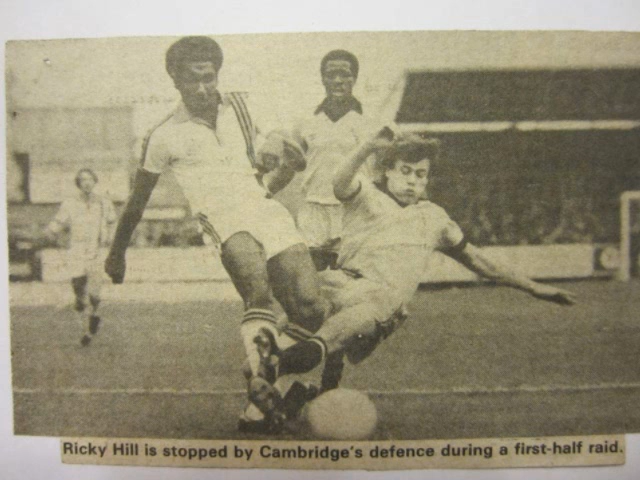 Ricky Hill is stopped by Cambridge's defence during a first-half raid.